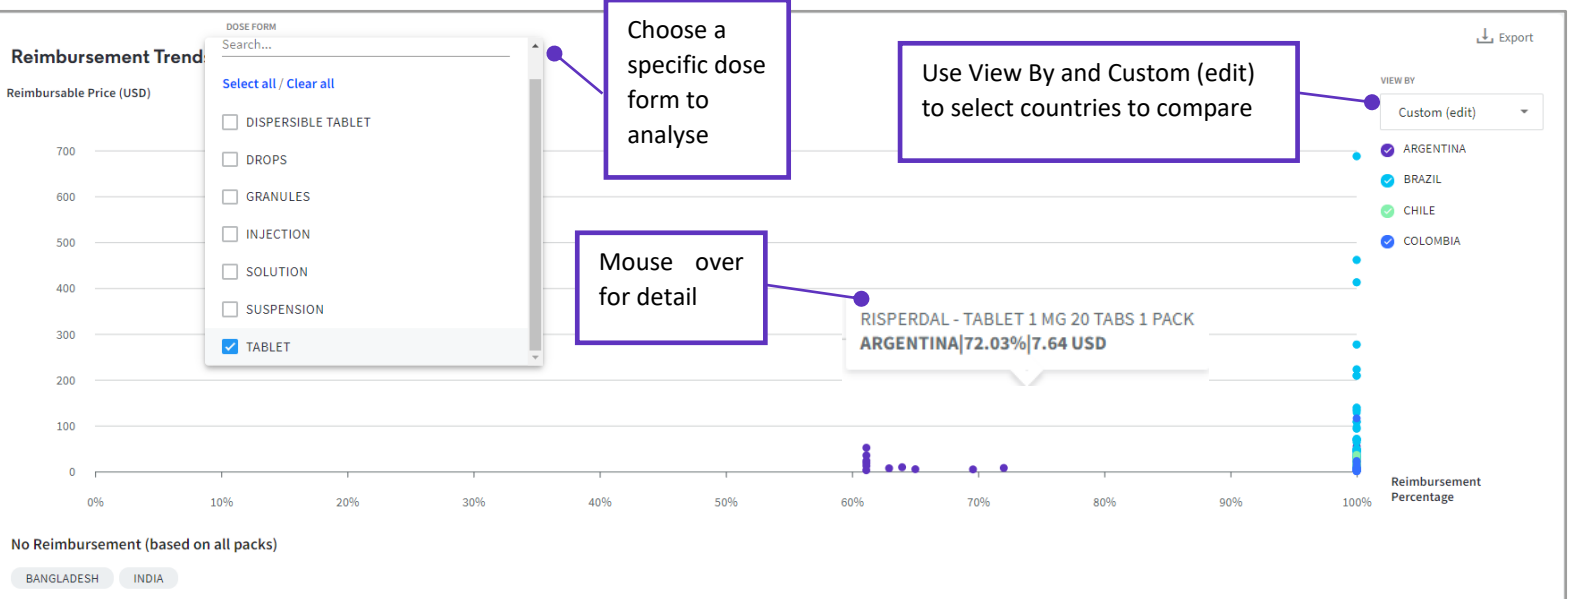 DOSE FORM
Reimbursement Trend
Search...
Select all / Clear all
DISPERSIBLE TABLET
DROPS
GRANULES
INJECTION
SOLUTION
SUSPENSION
TABLET
Choose a
specific dose
form to
analyse
Use View By and Custom (edit)
to select countries to compare
Export
VIEW BY
Custom (edit)
ARGENTINA
BRAZIL
CHILE
COLOMBIA
Reimbursable Price (USD)
700
600
500
400
300
200
100
0
Mouse over
for detail
RISPERDAL - TABLET 1 MG 20 TABS 1 PACK
ARGENTINA|72.03%|7.64 USD
0% 10% 20% 30% 40% 50% 60% 70% 80% 90% 100%
Reimbursement
Percentage
No Reimbursement (based on all packs)
BANGLADESH INDIA